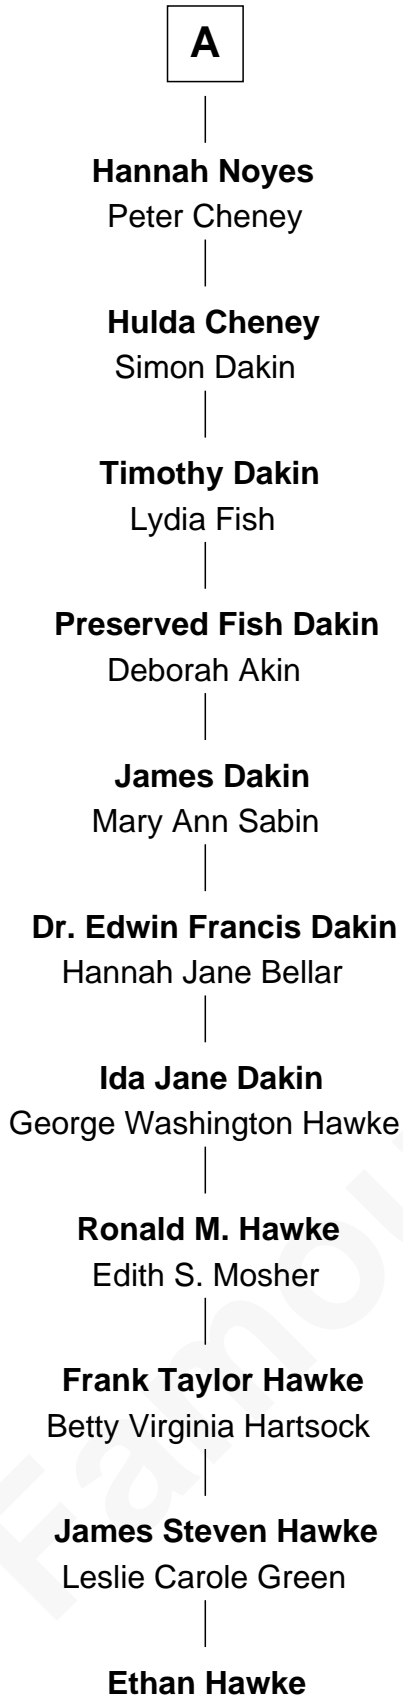 A
Hannah Noyes
Peter Cheney
Hulda Cheney
Simon Dakin
Timothy Dakin
Lydia Fish
Preserved Fish Dakin
Deborah Akin
James Dakin
Mary Ann Sabin
Dr. Edwin Francis Dakin
Hannah Jane Bellar
Ida Jane Dakin
George Washington Hawke
Ronald M. Hawke
Edith S. Mosher
Frank Taylor Hawke
Betty Virginia Hartsock
James Steven Hawke
Leslie Carole Green
Ethan Hawke